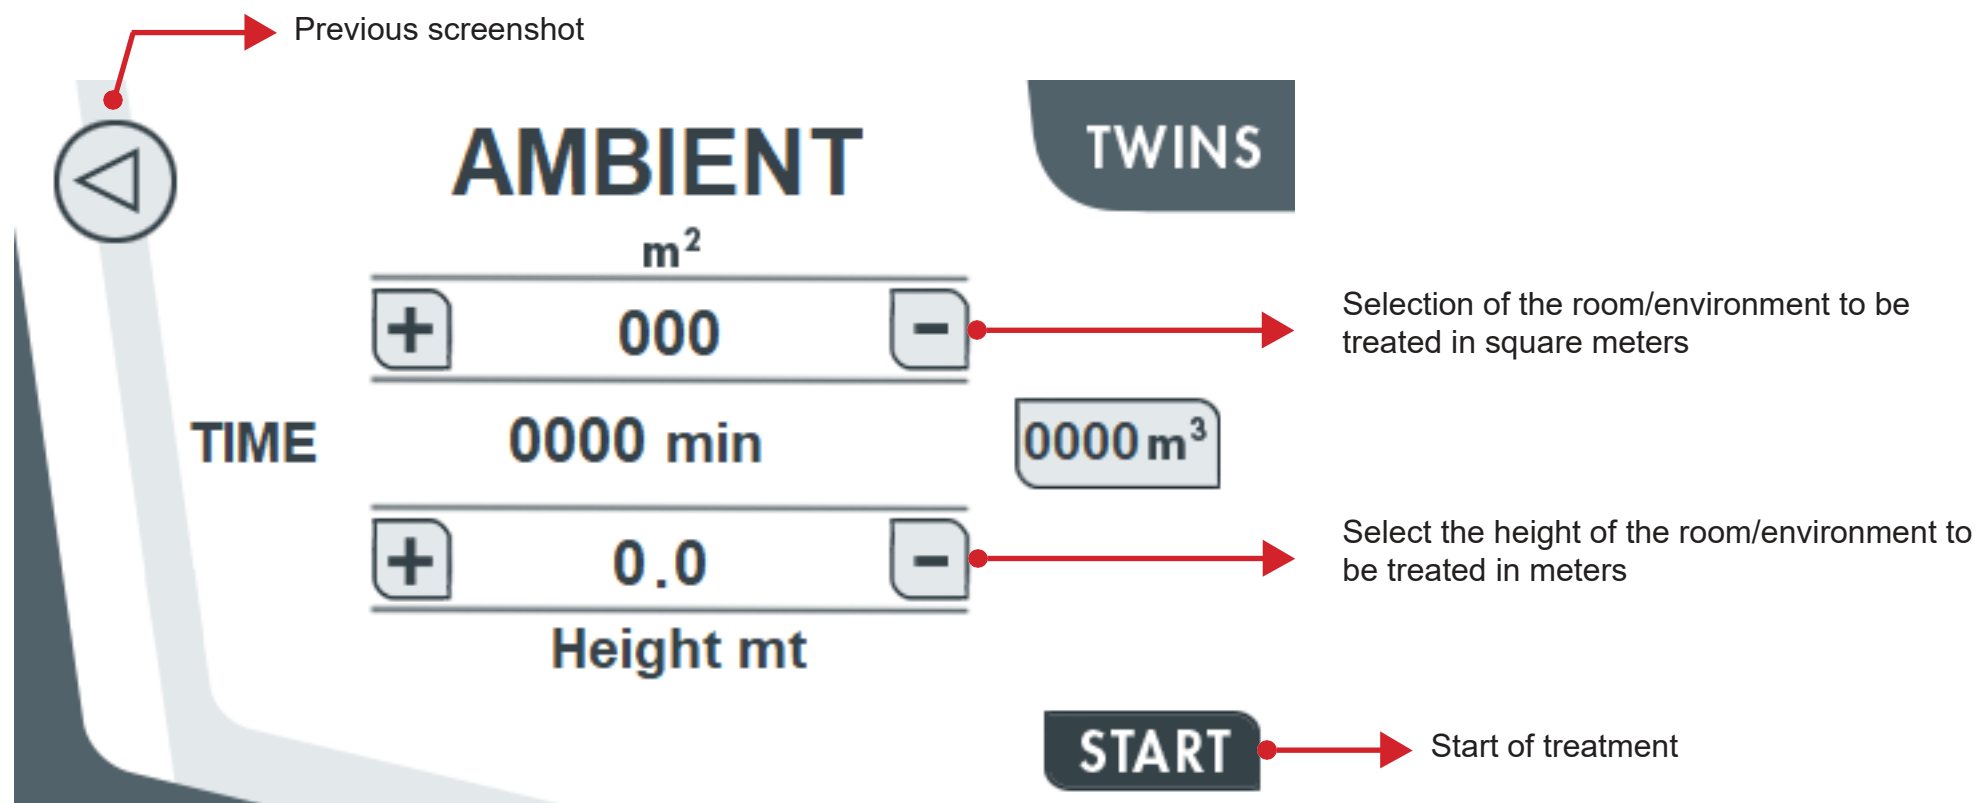 Previous screenshot
AMBIENT
TWINS
m²
+ 000 -
Selection of the room/environment to be
treated in square meters
TIME 0000 min 0000 m³
+ 0.0 -
Select the height of the room/environment to
be treated in meters
Height mt
START
Start of treatment